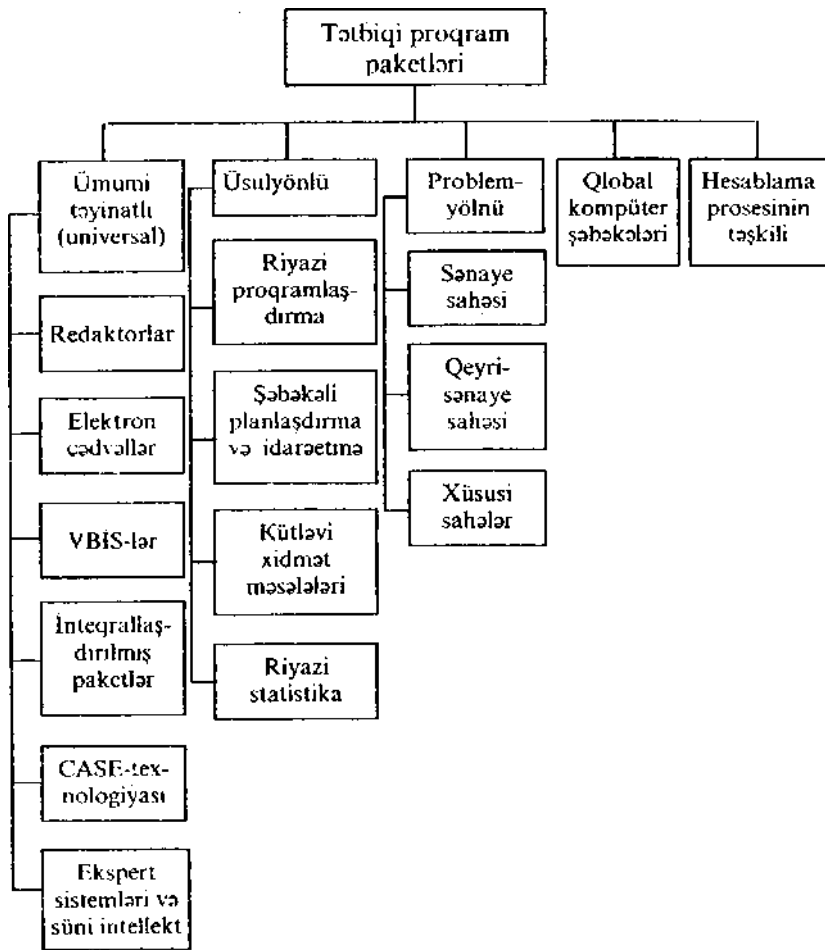 Tətbiqi proqram
paketləri
Ümumi
təyinatlı
(universal)
Redaktorlar
Elektron
cədvəllər
VBİS-lər
İnteqrallaş-
dırılmış
paketlər
CASE-tex-
nologiyası
Ekspert
sistemləri və
süni intellekt
Üsulyönlü
Riyazi
proqramlaş-
dırma
Şəbəkəli
planlaşdırma
və idarəetmə
Kütləvi
xidmət
məsələləri
Riyazi
statistika
Problem-
yölnü
Sənaye
sahəsi
Qeyri-
sənaye
sahəsi
Xüsusi
sahələr
Qlobal
kompüter
şəbəkələri
Hesablama
prosesinin
təşkili